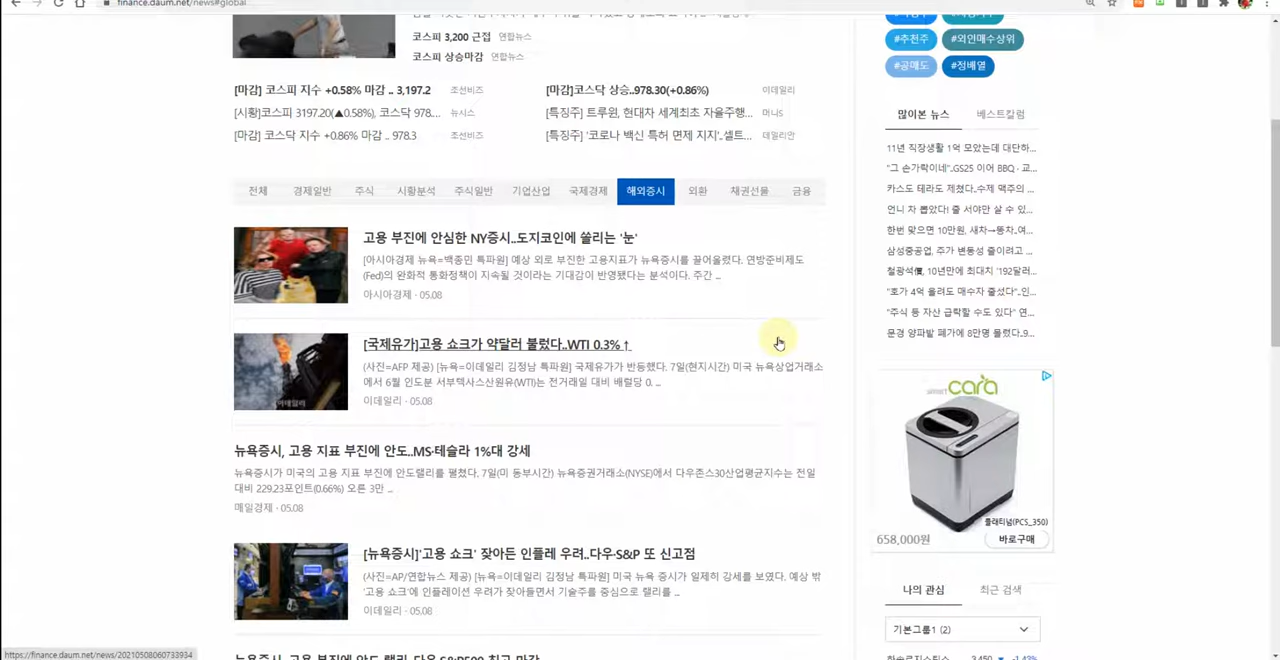 finance.daum.net/news#global
코스피 3,200 근접 연합뉴스
코스피 상승마감 연합뉴스
[마감] 코스피 지수 +0.58% 마감 .. 3,197.2 조선비즈
[마감]코스닥 상승..978.30(+0.86%) 이데일리
[시황]코스피 3197.20(▲0.58%), 코스닥 978.... 뉴시스
[특징주] 트루윈, 현대차 세계최초 자율주행... 머니S
[마감] 코스닥 지수 +0.86% 마감 .. 978.3 조선비즈
[특징주] '코로나 백신 특허 면제 지지'..셀트... 데일리안
전체 경제일반 주식 시황분석 주식일반 기업산업 국제경제 해외증시 외환 채권선물 금융
고용 부진에 안심한 NY증시..도지코인에 쏠리는 '눈'
[아시아경제 뉴욕=백종민 특파원] 예상 외로 부진한 고용지표가 뉴욕증시를 끌어올렸다. 연방준비제도
(Fed)의 완화적 통화정책이 지속될 것이라는 기대감이 반영됐다는 분석이다. 주간 ...
아시아경제 · 05.08
[국제유가]고용 쇼크가 약달러 불렀다..WTI 0.3%↑
(사진=AFP 제공) [뉴욕=이데일리 김정남 특파원] 국제유가가 반등했다. 7일(현지시간) 미국 뉴욕상업거래소
에서 6월 인도분 서부텍사스산원유(WTI)는 전거래일 대비 배럴당 0. ...
이데일리 · 05.08
뉴욕증시, 고용 지표 부진에 안도..MS·테슬라 1%대 강세
뉴욕증시가 미국의 고용 지표 부진에 안도랠리를 펼쳤다. 7일(미 동부시간) 뉴욕증권거래소(NYSE)에서 다우존스30산업평균지수는 전일
대비 229.23포인트(0.66%) 오른 3만 ...
매일경제 · 05.08
[뉴욕증시]'고용 쇼크' 잦아든 인플레 우려..다우·S&P 또 신고점
(사진=AP/연합뉴스 제공) [뉴욕=이데일리 김정남 특파원] 미국 뉴욕 증시가 일제히 강세를 보였다. 예상 밖
'고용 쇼크'에 인플레이션 우려가 잦아들면서 기술주를 중심으로 랠리를 ...
이데일리 · 05.08
#추천주 #외인매수상위
#공매도 #정배열
많이본 뉴스 베스트칼럼
11년 직장생활 1억 모았는데 대단하...
"그 손가락이네"..GS25 이어 BBQ · 교...
카스도 테라도 제쳤다..수제 맥주의 ...
언니 차 뽑았다! 줄 서야만 살 수 있...
한번 맞으면 10만원, 새차→똥차..여...
삼성중공업, 주가 변동성 줄이려고 ...
철광석價, 10년만에 최대치 '192달러...
"호가 4억 올려도 매수자 줄섰다"..인...
"주식 등 자산 급락할 수도 있다" 연...
문경 양파밭 폐가에 8만명 몰렸다..9...
smart cara
플래티넘(PCS_350)
658,000원 바로구매
나의 관심 최근 검색
기본그룹1 (2)
3,450 ▼ -1.43%
https://finance.daum.net/news/20210508060733934